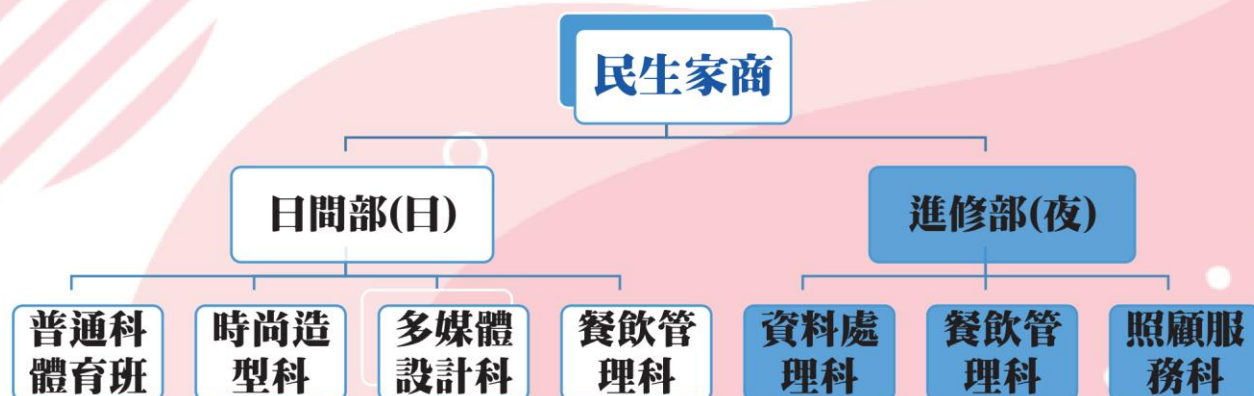 民生家商
日間部(日)
進修部(夜)
普通科
體育班
時尚造
型科
多媒體
設計科
餐飲管
理科
資料處
理科
餐飲管
理科
照顧服
務科